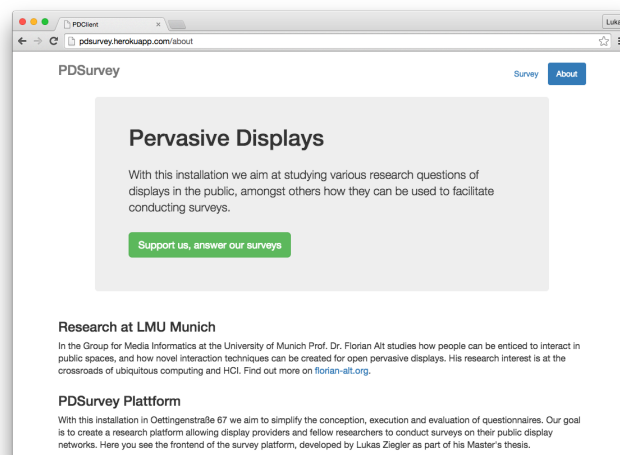 PDClient
Luka
pdsurvey.herokuapp.com/about
PDSurvey
Survey
About
Pervasive Displays
With this installation we aim at studying various research questions of
displays in the public, amongst others how they can be used to facilitate
conducting surveys.
Support us, answer our surveys
Research at LMU Munich
In the Group for Media Informatics at the University of Munich Prof. Dr. Florian Alt studies how people can be enticed to interact in
public spaces, and how novel interaction techniques can be created for open pervasive displays. His research interest is at the
crossroads of ubiquitous computing and HCI. Find out more on florian-alt.org.
PDSurvey Plattform
With this installation in Oettingenstraße 67 we aim to simplify the conception, execution and evaluation of questionnaires. Our goal
is to create a research platform allowing display providers and fellow researchers to conduct surveys on their public display
networks. Here you see the frontend of the survey platform, developed by Lukas Ziegler as part of his Master's thesis.